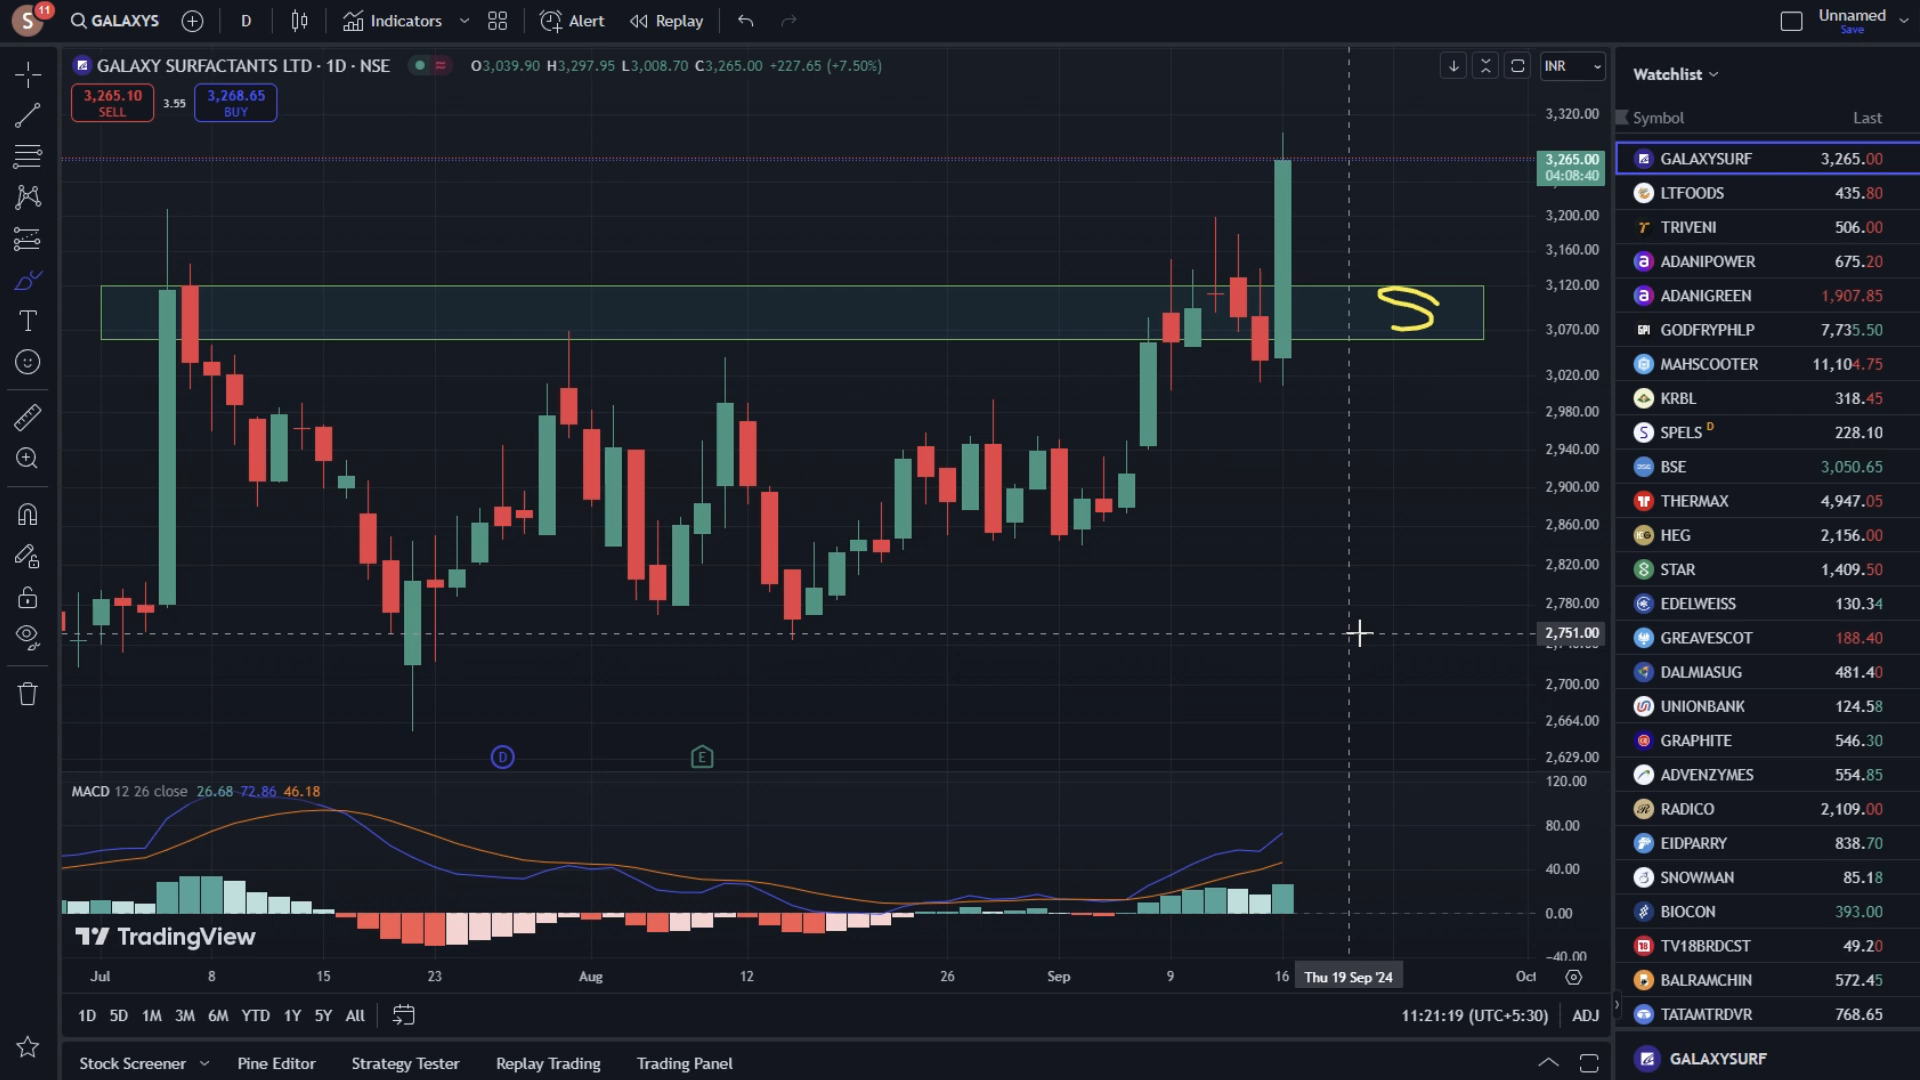 S 11 GALAXYS D Indicators Alert Replay Unnamed
Save
GALAXY SURFACTANTS LTD · 1D · NSE O3,039.90 H3,297.95 L3,008.70 C3,265.00 +227.65 (+7.50%) INR
3,265.10 SELL 3.55 3,268.65 BUY
3,320.00
3,265.00
04:08:40
3,200.00
3,160.00
3,120.00
S
3,070.00
3,020.00
2,980.00
2,940.00
2,900.00
2,860.00
2,820.00
2,780.00
2,751.00
2,700.00
2,664.00
2,629.00
D E
MACD 12 26 close 26.68 72.86 46.18
120.00
80.00
40.00
0.00
-40.00
TradingView
Jul 8 15 23 Aug 12 26 Sep 9 16 Thu 19 Sep '24 Oct
1D 5D 1M 3M 6M YTD 1Y 5Y All 11:21:19 (UTC+5:30) ADJ
Stock Screener Pine Editor Strategy Tester Replay Trading Trading Panel
Watchlist
Symbol Last
GALAXYSURF 3,265.00
LTFOODS 435.80
TRIVENI 506.00
ADANIPOWER 675.20
ADANIGREEN 1,907.85
GODFRYPHLP 7,735.50
MAHSCOOTER 11,104.75
KRBL 318.45
SPELS D 228.10
BSE 3,050.65
THERMAX 4,947.05
HEG 2,156.00
STAR 1,409.50
EDELWEISS 130.34
GREAVESCOT 188.40
DALMIASUG 481.40
UNIONBANK 124.58
GRAPHITE 546.30
ADVENZYMES 554.85
RADICO 2,109.00
EIDPARRY 838.70
SNOWMAN 85.18
BIOCON 393.00
TV18BRDCST 49.20
BALRAMCHIN 572.45
TATAMTRDVR 768.65
GALAXYSURF